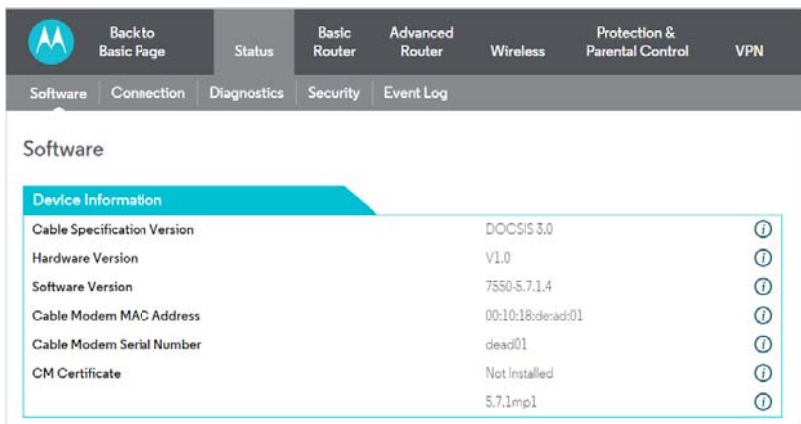 Back to Basic Page Status Basic Router Advanced Router Wireless Protection & Parental Control VPN
Software Connection Diagnostics Security Event Log
Software
Device Information
Cable Specification Version DOCSIS 3.0
Hardware Version V1.0
Software Version 7550-5.7.1.4
Cable Modem MAC Address 00:10:18:de:ad:01
Cable Modem Serial Number dead01
CM Certificate Not Installed
5.7.1mp1